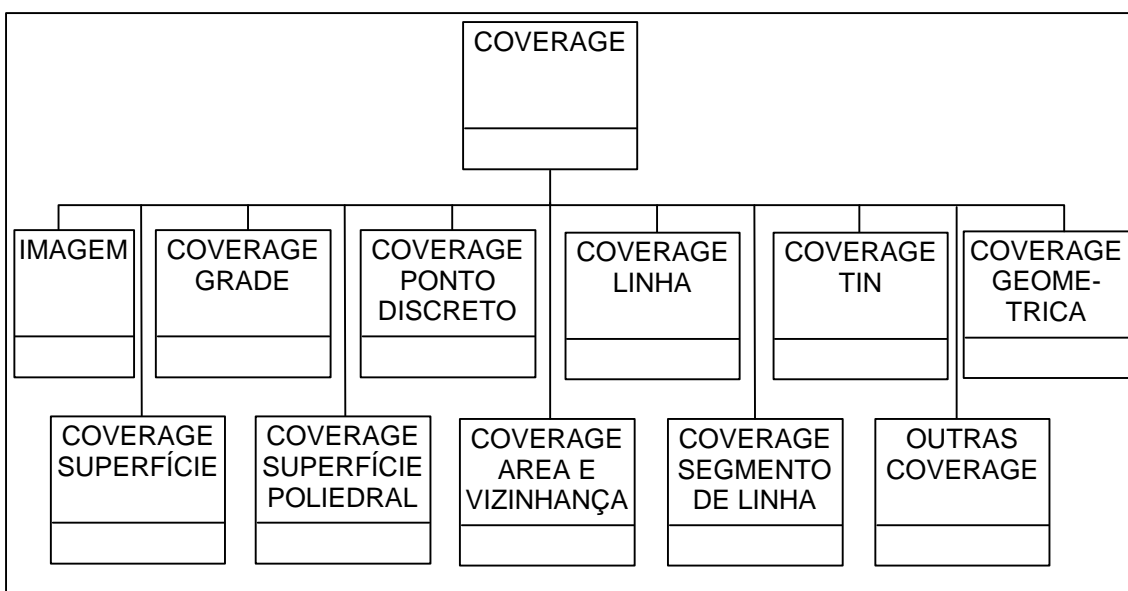 COVERAGE
IMAGEM
COVERAGE
GRADE
COVERAGE
PONTO
DISCRETO
COVERAGE
LINHA
COVERAGE
TIN
COVERAGE
GEOME-
TRICA
COVERAGE
SUPERFÍCIE
COVERAGE
SUPERFÍCIE
POLIEDRAL
COVERAGE
AREA E
VIZINHANÇA
COVERAGE
SEGMENTO
DE LINHA
OUTRAS
COVERAGE